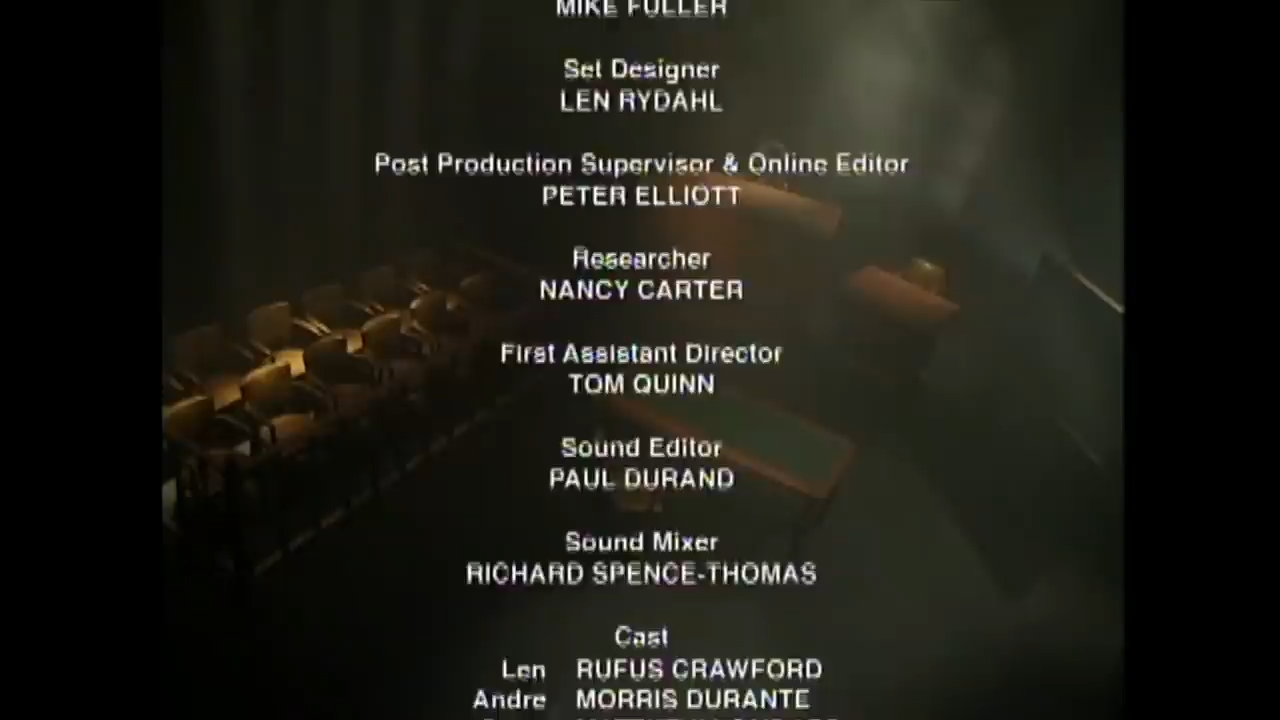 MIKE FULLER
Set Designer
LEN RYDAHL
Post Production Supervisor & Online Editor
PETER ELLIOTT
Researcher
NANCY CARTER
First Assistant Director
TOM QUINN
Sound Editor
PAUL DURAND
Sound Mixer
RICHARD SPENCE-THOMAS
Cast
Len RUFUS CRAWFORD
Andre MORRIS DURANTE